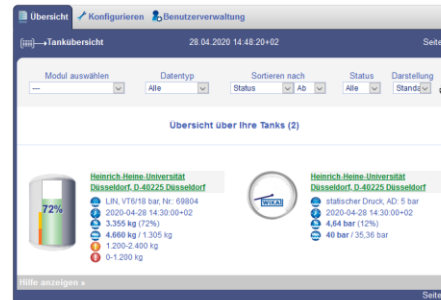 Übersicht Konfigurieren Benutzerverwaltung
Tankübersicht 28.04.2020 14:48:20+02 Seite
Modul auswählen Datentyp Sortieren nach Status Darstellung
--- Alle Status Ab Alle Standa
Übersicht über Ihre Tanks (2)
Heinrich-Heine-Universität
Düsseldorf, D-40225 Düsseldorf
72%
LIN, VT6/18 bar, Nr.: 69804
2020-04-28 14:30:00+02
3.355 kg (72%)
4.660 kg / 1.305 kg
1.200-2.400 kg
0-1.200 kg
Heinrich-Heine-Universität
Düsseldorf, D-40225 Düsseldorf
WIKAI
statischer Druck, AD: 5 bar
2020-04-28 14:30:00+02
4,64 bar (12%)
40 bar / 35,36 bar
Hilfe anzeigen
Seite